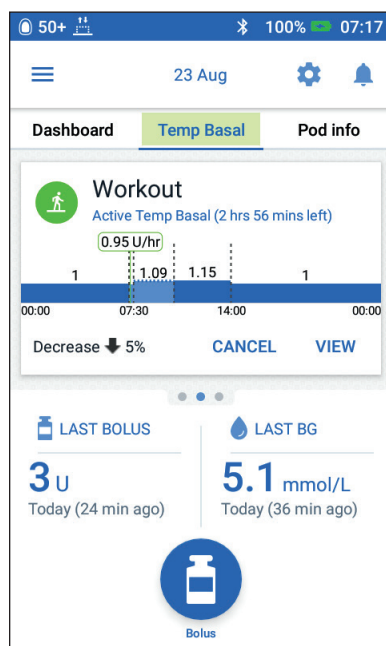 50+ 100% 07:17
23 Aug
Dashboard Temp Basal Pod info
Workout
Active Temp Basal (2 hrs 56 mins left)
0.95 U/hr
1 1.09 1.15 1
00:00 07:30 14:00 00:00
Decrease 5% CANCEL VIEW
LAST BOLUS LAST BG
3 U 5.1 mmol/L
Today (24 min ago) Today (36 min ago)
Bolus